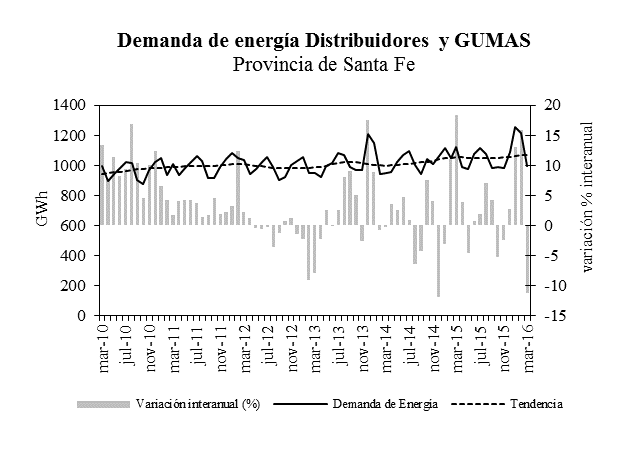 Demanda de energía Distribuidores y GUMAS
Provincia de Santa Fe
1400
1200
1000
800
600
400
200
0
GWh
20
15
10
5
0
-5
-10
-15
variación % interanual
mar-10
jul-10
nov-10
mar-11
jul-11
nov-11
mar-12
jul-12
nov-12
mar-13
jul-13
nov-13
mar-14
jul-14
nov-14
mar-15
jul-15
nov-15
mar-16
Variación interanual (%) Demanda de Energía Tendencia